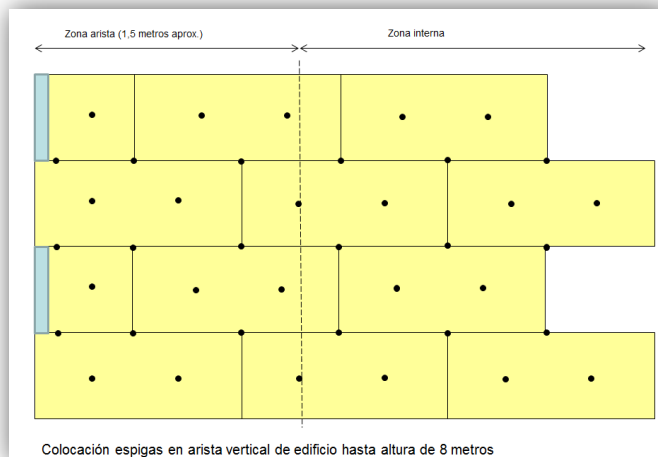 Zona arista (1,5 metros aprox.)
Zona interna
Colocación espigas en arista vertical de edificio hasta altura de 8 metros